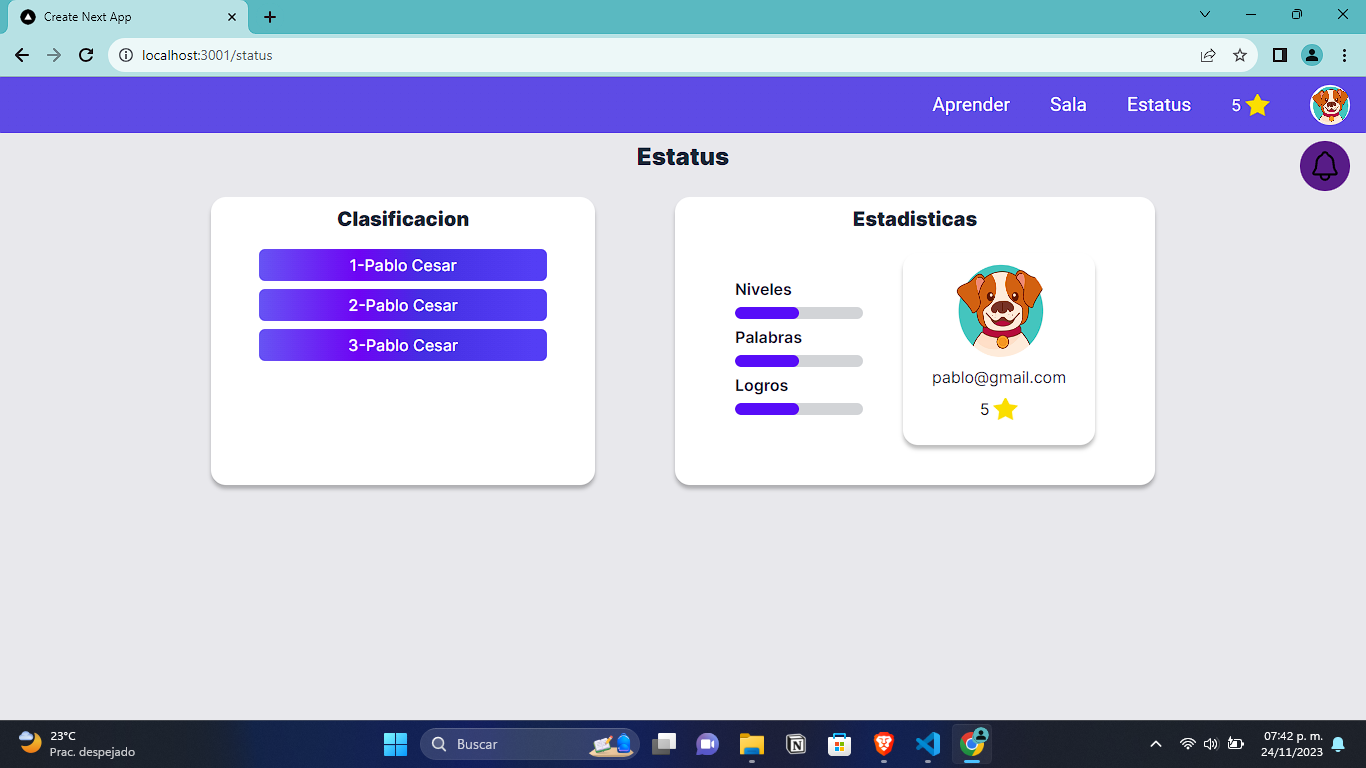 Create Next App
localhost:3001/status
Aprender Sala Estatus 5
Estatus
Clasificacion
1-Pablo Cesar
2-Pablo Cesar
3-Pablo Cesar
Estadisticas
Niveles
Palabras
Logros
pablo@gmail.com
5
23°C
Prac. despejado
Buscar
07:42 p. m.
24/11/2023